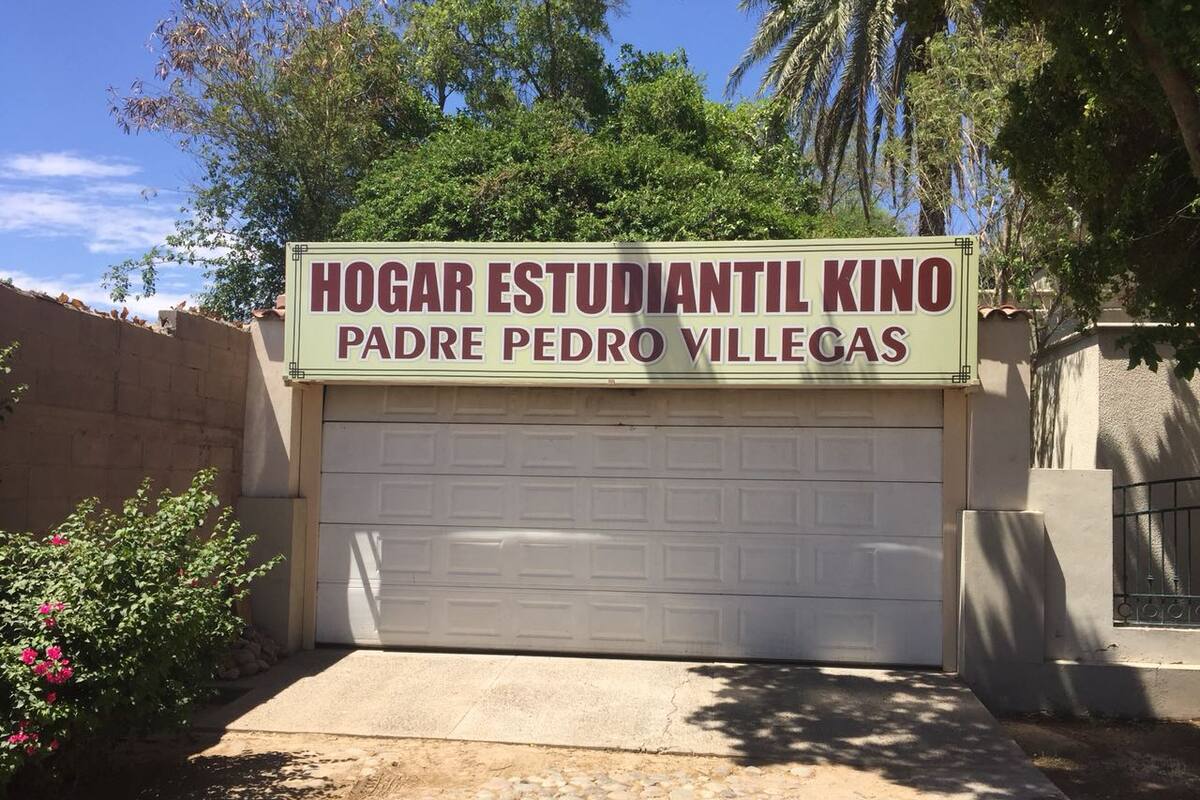 HOGAR ESTUDIANTIL KINO
PADRE PEDRO VILLEGAS